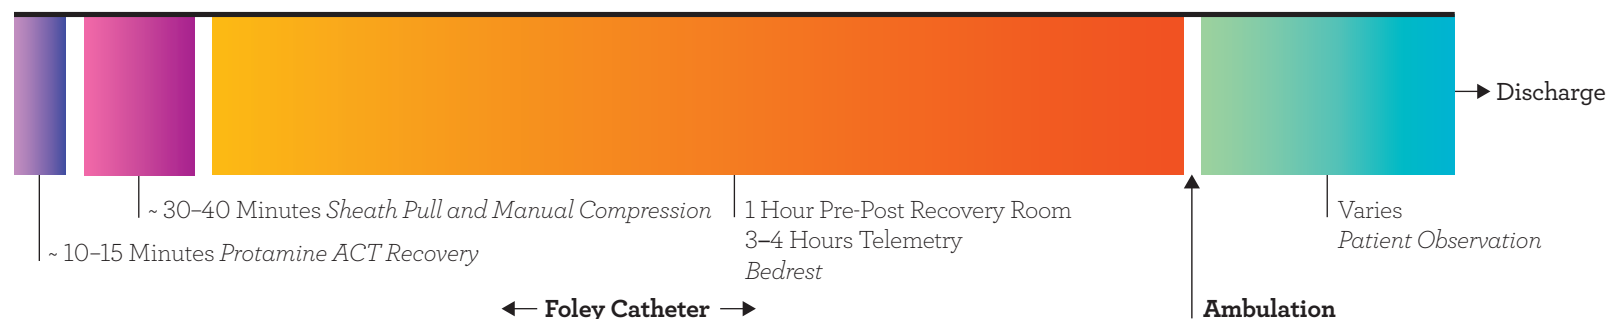 Discharge
~ 30–40 Minutes Sheath Pull and Manual Compression
~ 10–15 Minutes Protamine ACT Recovery
1 Hour Pre-Post Recovery Room
3–4 Hours Telemetry
Bedrest
Varies
Patient Observation
Foley Catheter
Ambulation